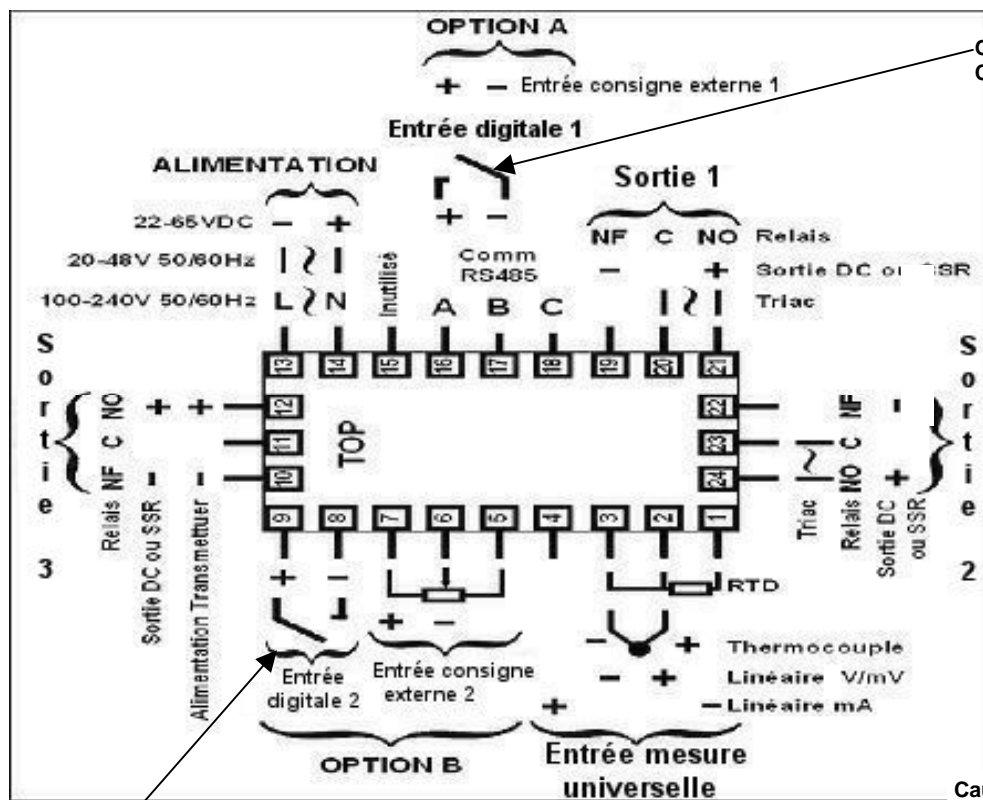 OPTION A
+ − Entrée consigne externe 1
Entrée digitale 1
+ −
ALIMENTATION
22-65VDC − +
20-48V 50/60Hz
100-240V 50/60Hz L N
Inutilisé
Comm
RS485
A B C
Sortie 1
NF C NO Relais
− + Sortie DC ou SSR
Triac
13 14 15 16 17 18 19 20 21
Sortie 3
NO C NF
Relais
+ −
Sortie DC ou SSR
+ −
Alimentation Transmettuer
12
11
10
TOP
22
23
24
Triac
NF C NO
Relais
− +
Sortie DC
ou SSR
Sortie 2
9 8 7 6 5 4 3 2 1
+ −
Entrée
digitale 2
+ −
Entrée consigne
externe 2
OPTION B
RTD
− + Thermocouple
− + Linéaire V/mV
+ − Linéaire mA
Entrée mesure
universelle